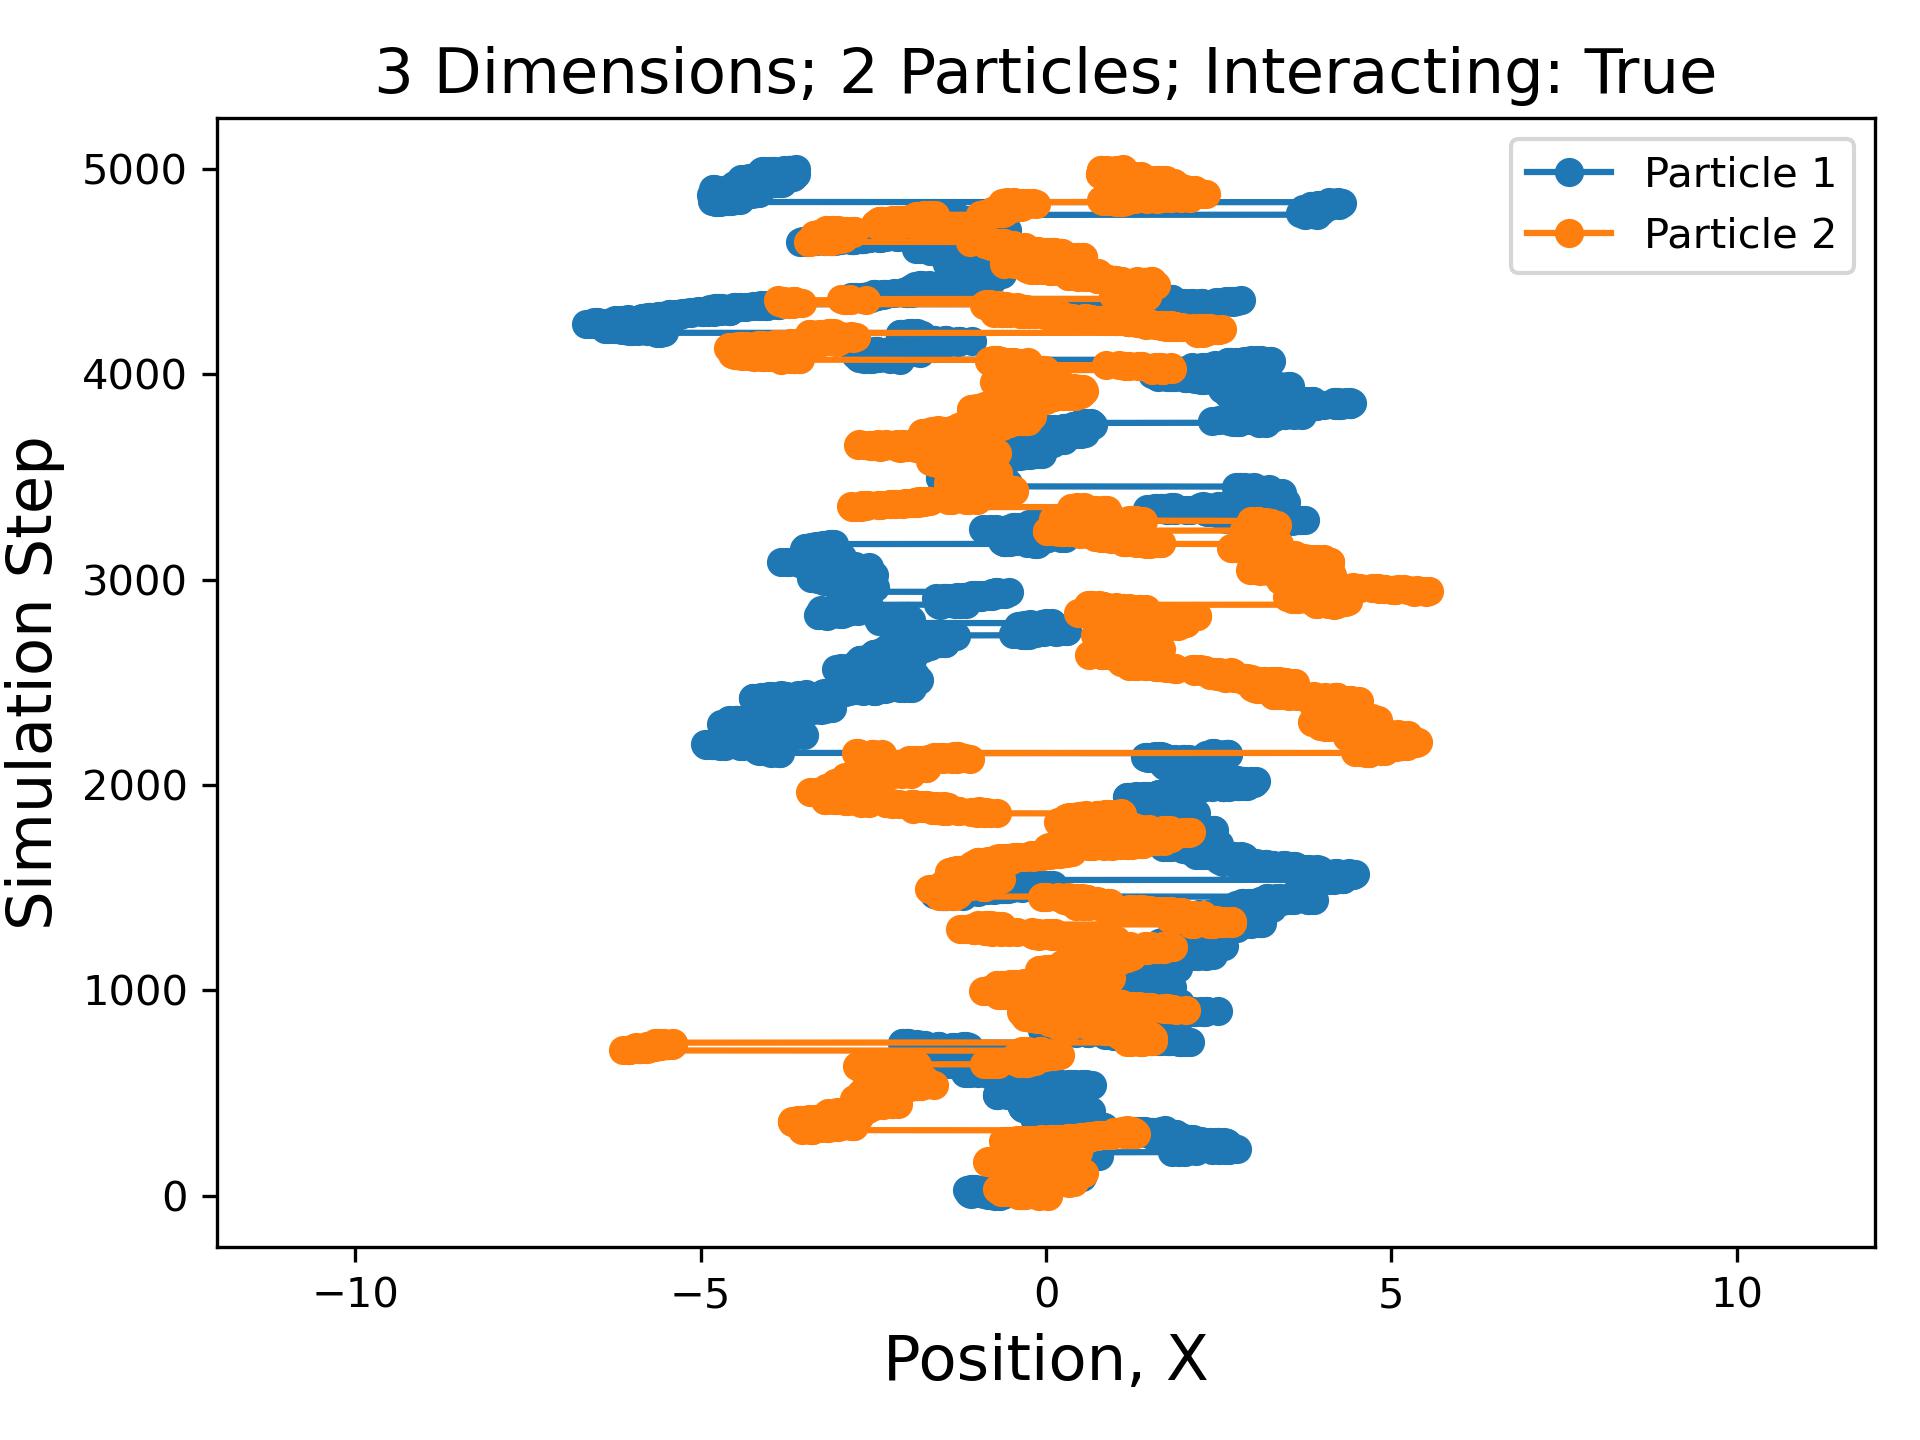 3 Dimensions; 2 Particles; Interacting: True
Particle 1
Particle 2
Simulation Step
5000
4000
3000
2000
1000
0
−10
−5
0
5
10
Position, X